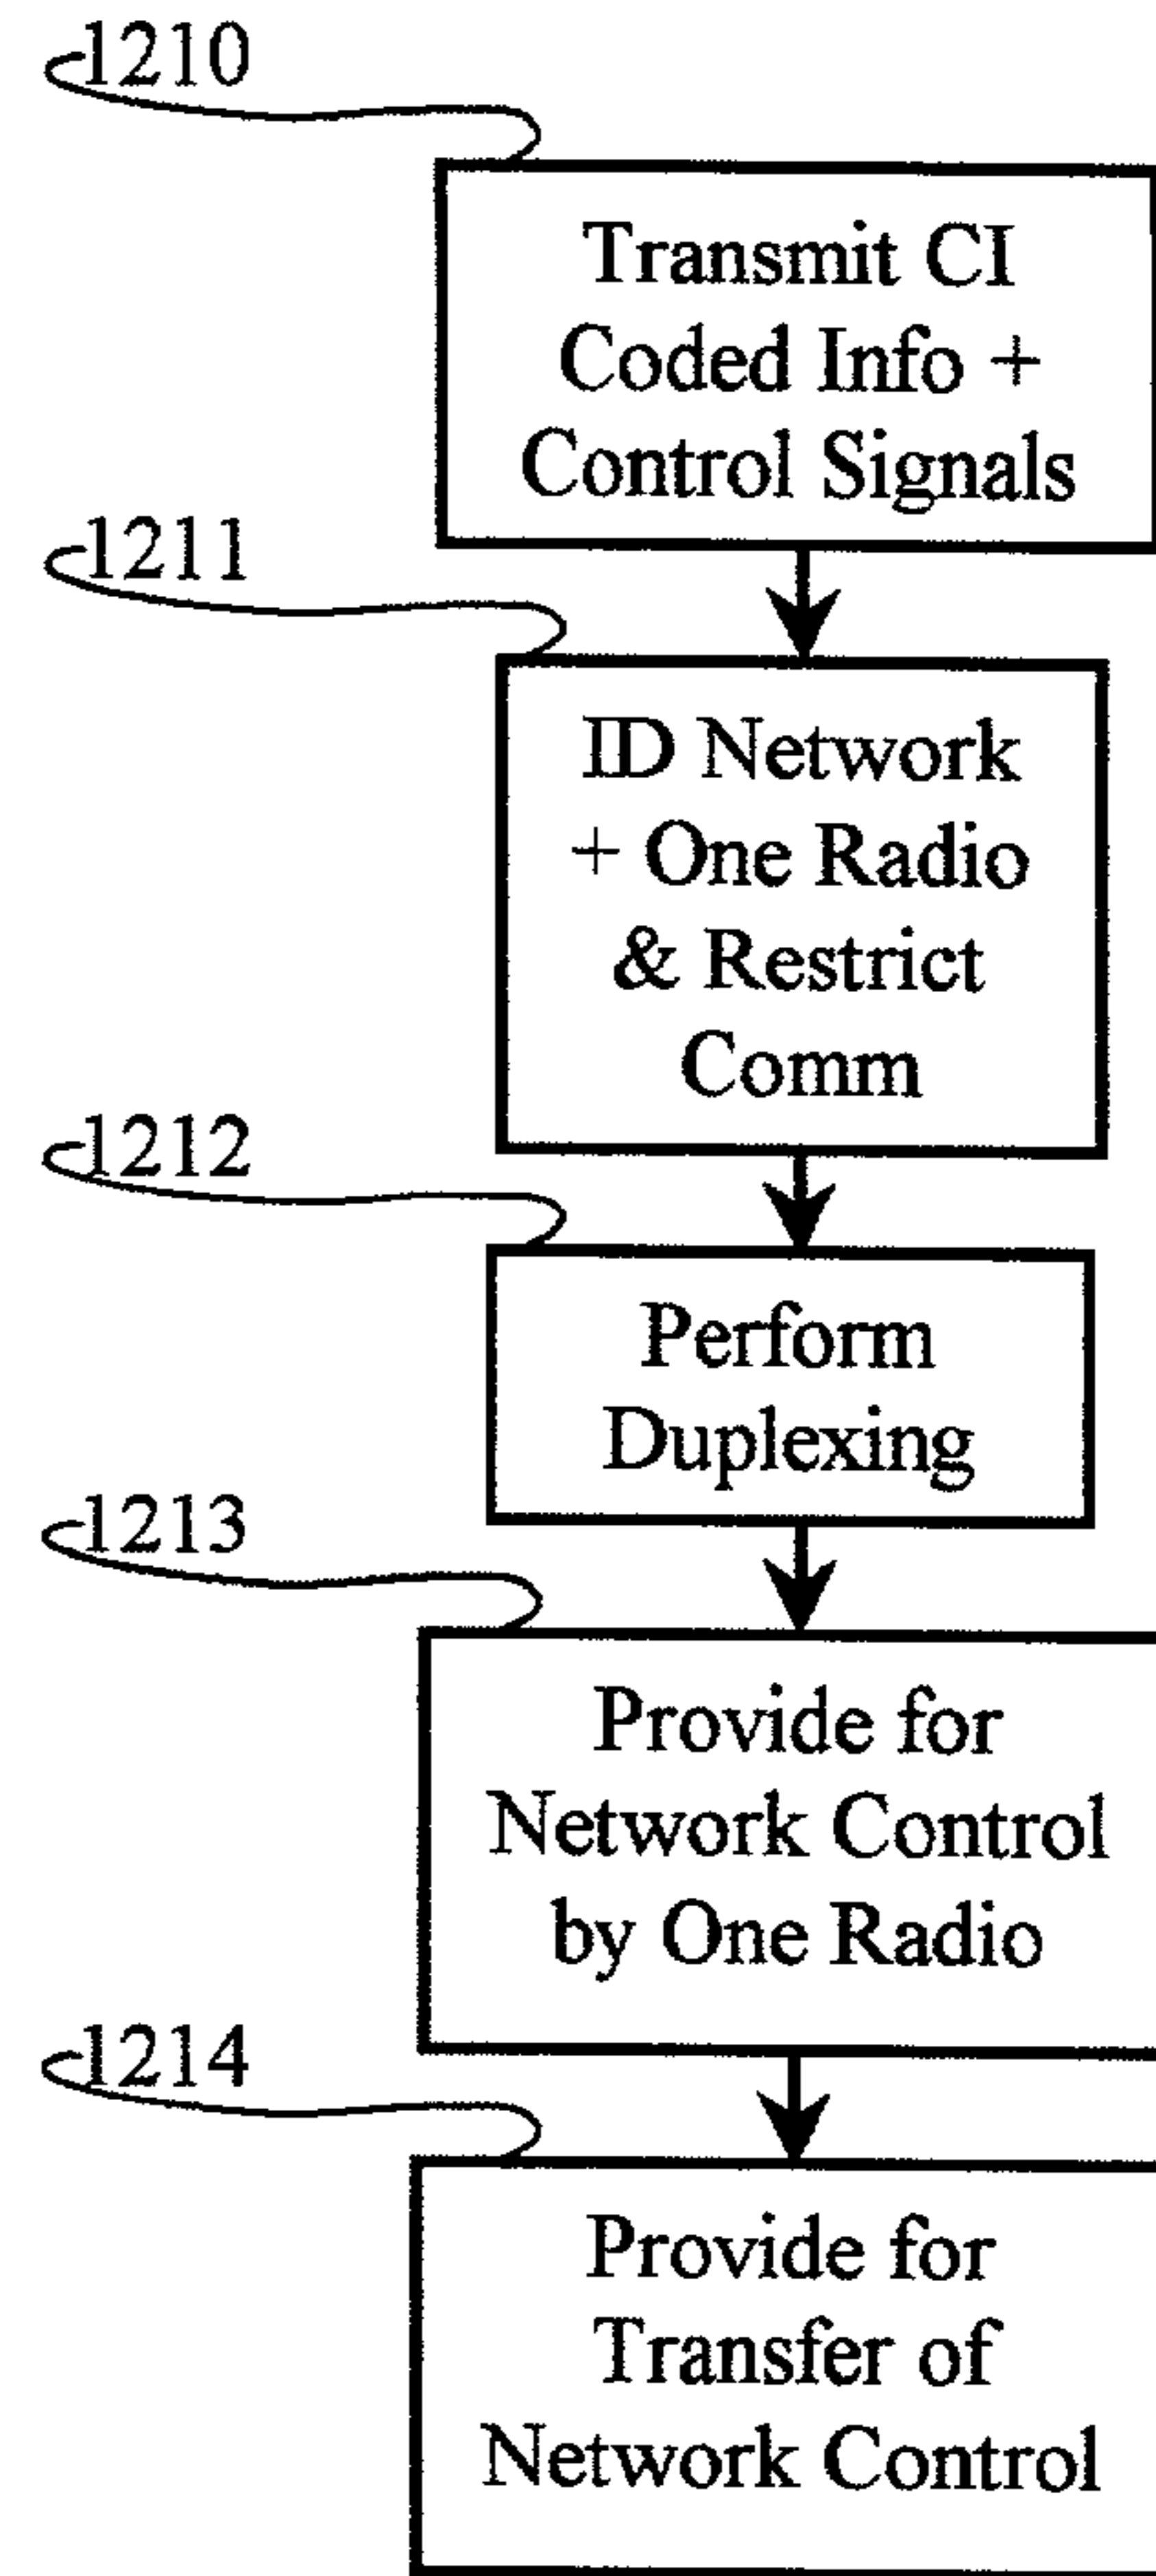 1210
Transmit CI
Coded Info +
Control Signals
1211
ID Network
+ One Radio
& Restrict
Comm
1212
Perform
Duplexing
1213
Provide for
Network Control
by One Radio
1214
Provide for
Transfer of
Network Control